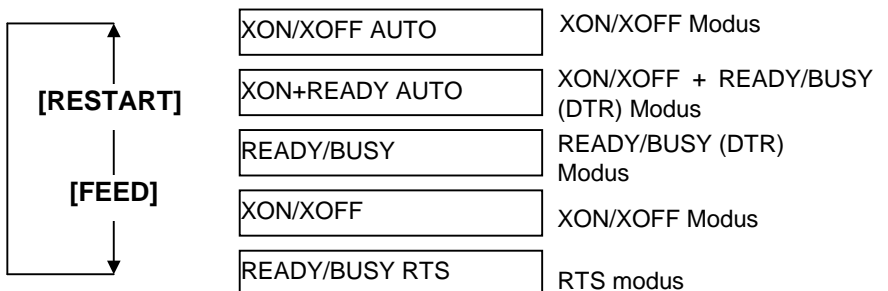 XON/XOFF AUTO XON/XOFF Modus
[RESTART]
XON+READY AUTO XON/XOFF + READY/BUSY
(DTR) Modus
READY/BUSY READY/BUSY (DTR)
Modus
[FEED]
XON/XOFF XON/XOFF Modus
READY/BUSY RTS RTS modus